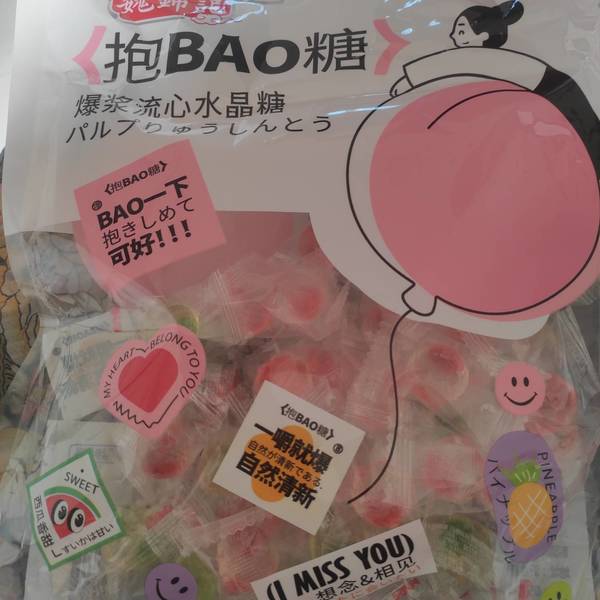 〈抱BAO糖〉
爆浆流心水晶糖
パルプりゅうしんとう
〈抱BAO糖〉
BAO一下
抱きしめて
可好!!!
MY HEART BELONG TO YOU
〈抱BAO糖〉
一嚼就爆
自然が清新である。
自然清新
SWEET
西瓜蜜甜
すいかは甘い
PINEAPPLE
パイナップル
(I MISS YOU)
想念&相见